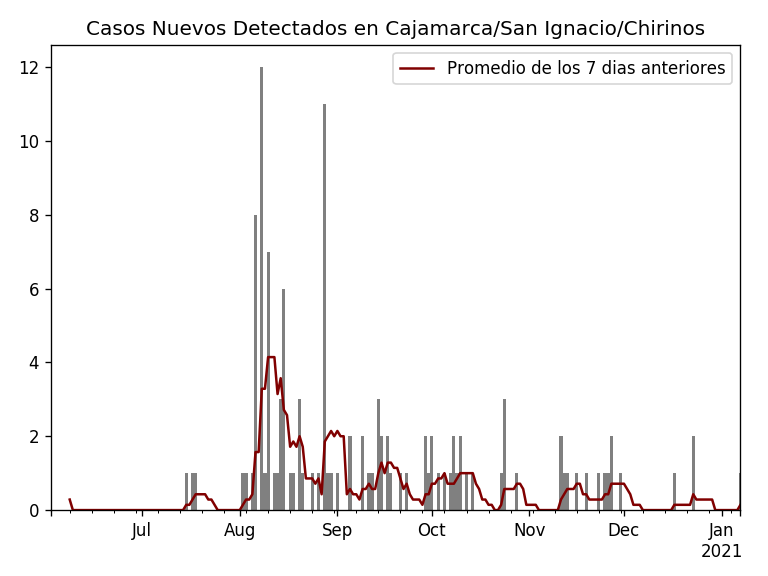 Casos Nuevos Detectados en Cajamarca/San Ignacio/Chirinos
Promedio de los 7 dias anteriores
12
10
8
6
4
2
0
Jul Aug Sep Oct Nov Dec Jan
2021